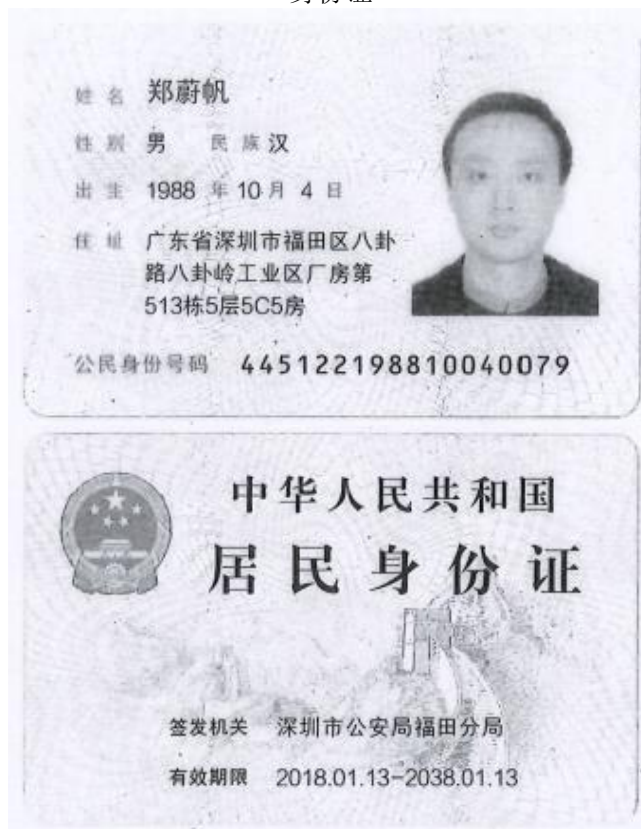 身份证
姓名 郑蔚帆
性别 男 民族 汉
出生 1988 年 10 月 4 日
住址 广东省深圳市福田区八卦
路八卦岭工业区厂房第
513栋5层5C5房
公民身份号码 445122198810040079
中华人民共和国
居民身份证
签发机关 深圳市公安局福田分局
有效期限 2018.01.13-2038.01.13